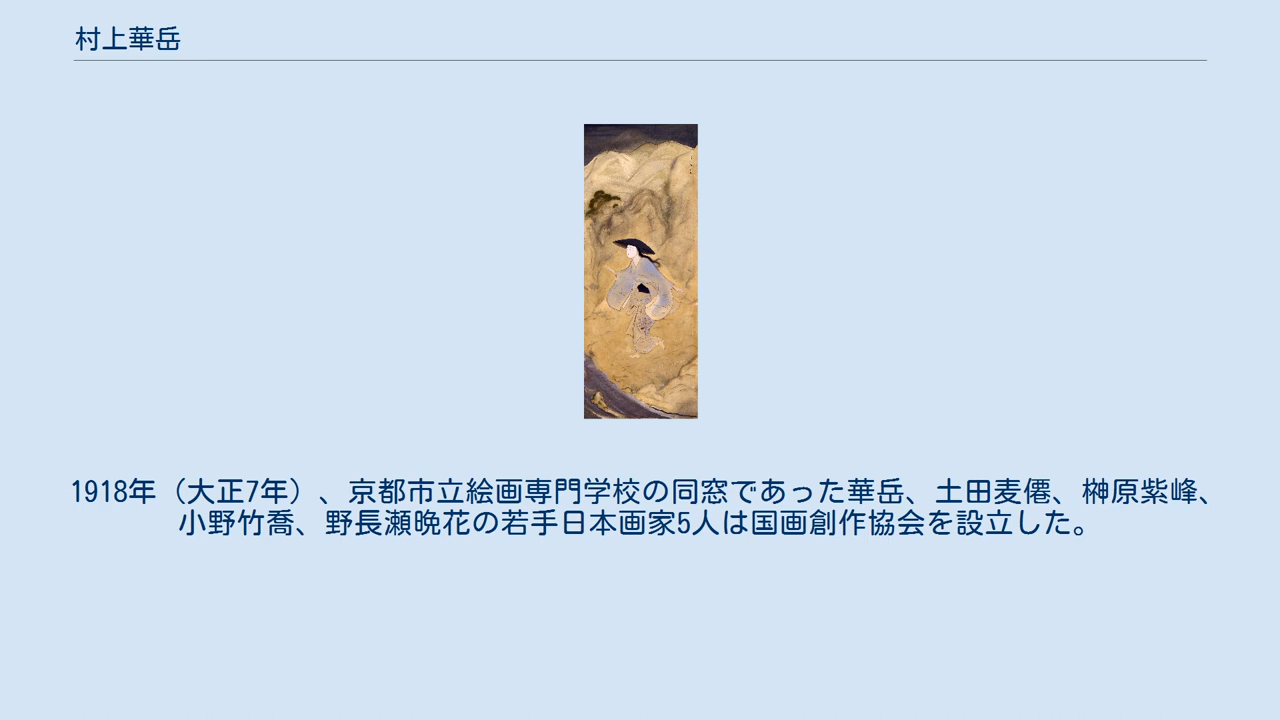 村上華岳
1918年（大正7年）、京都市立絵画専門学校の同窓であった華岳、土田麦僊、榊原紫峰、
小野竹喬、野長瀬晩花の若手日本画家5人は国画創作協会を設立した。